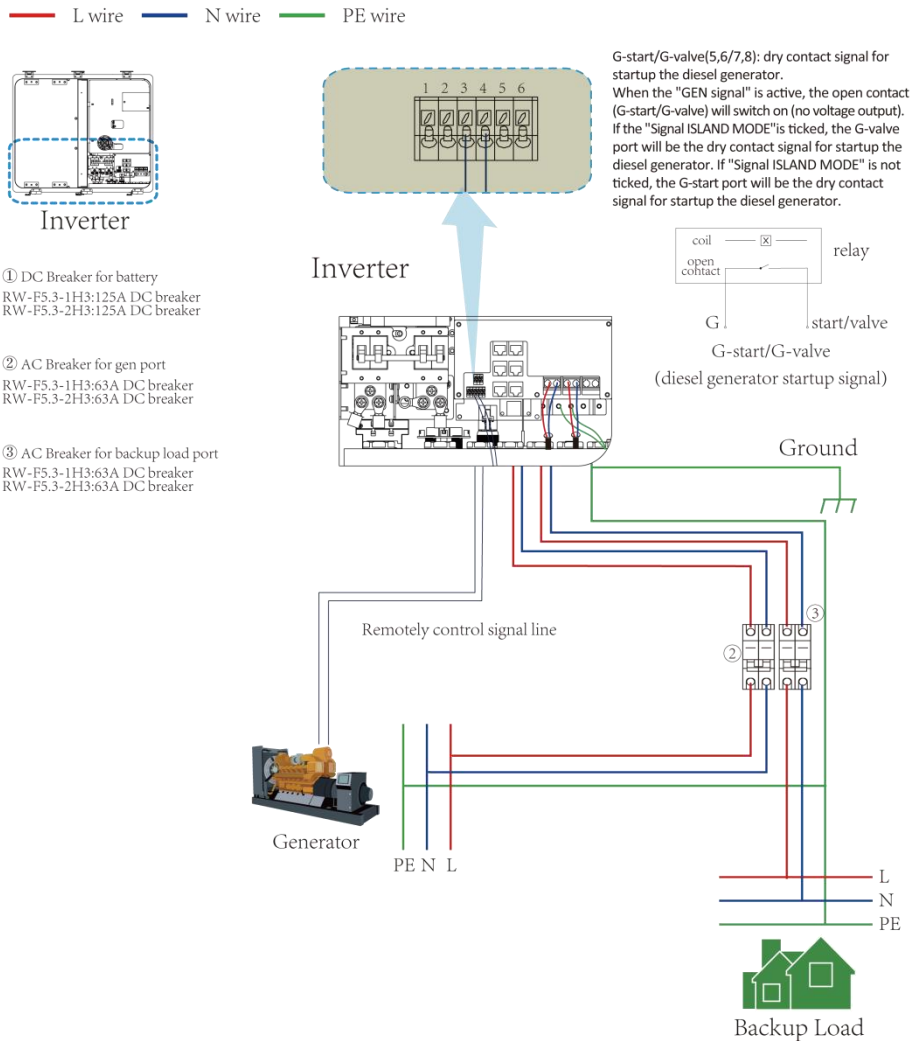 L wire N wire PE wire
G-start/G-valve(5,6/7,8): dry contact signal for
startup the diesel generator.
When the "GEN signal" is active, the open contact
(G-start/G-valve) will switch on (no voltage output).
If the "Signal ISLAND MODE"is ticked, the G-valve
port will be the dry contact signal for startup the
diesel generator. If "Signal ISLAND MODE" is not
ticked, the G-start port will be the dry contact
signal for startup the diesel generator.
1 2 3 4 5 6
Inverter
coil
relay
open
contact
Inverter
① DC Breaker for battery
RW-F5.3-1H3:125A DC breaker
RW-F5.3-2H3:125A DC breaker
G start/valve
G-start/G-valve
(diesel generator startup signal)
② AC Breaker for gen port
RW-F5.3-1H3:63A DC breaker
RW-F5.3-2H3:63A DC breaker
③ AC Breaker for backup load port
RW-F5.3-1H3:63A DC breaker
RW-F5.3-2H3:63A DC breaker
Ground
Remotely control signal line
③
②
Generator
PE N L
L
N
PE
Backup Load